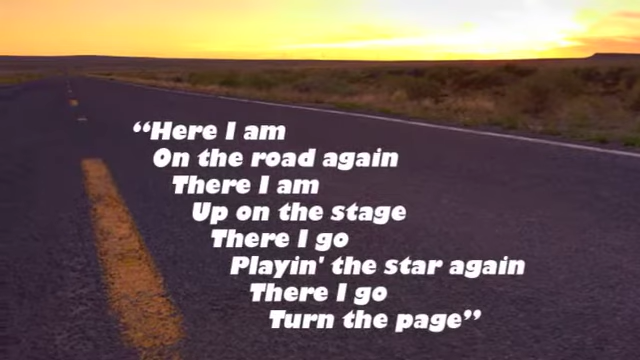 “Here I am
On the road again
There I am
Up on the stage
There I go
Playin' the star again
There I go
Turn the page”